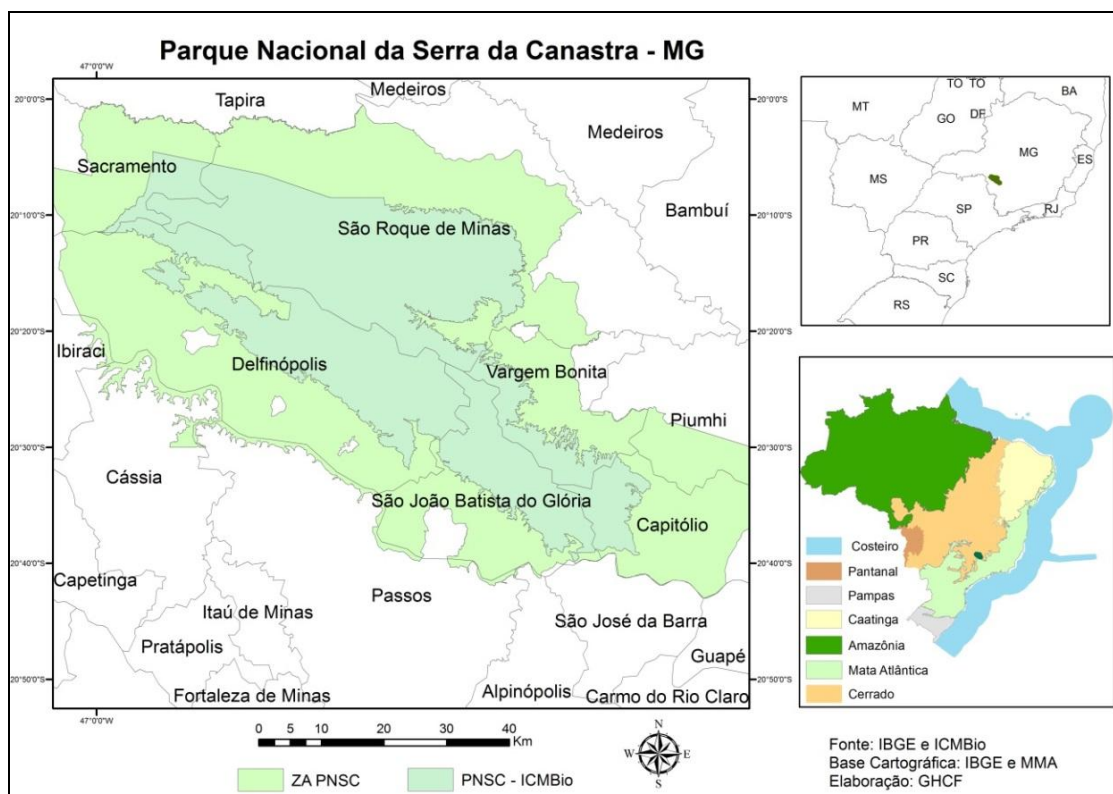 Parque Nacional da Serra da Canastra - MG
47°0'0"W
20°0'0"S
20°0'0"S
20°10'0"S
20°10'0"S
20°20'0"S
20°20'0"S
20°30'0"S
20°30'0"S
20°40'0"S
20°40'0"S
20°50'0"S
20°50'0"S
47°0'0"W
Tapira
Medeiros
Medeiros
Sacramento
Bambuí
São Roque de Minas
Ibiraci
Delfinópolis
Vargem Bonita
Piumhi
Cássia
São João Batista do Glória
Capitólio
Capetinga
Itaú de Minas
Passos
São José da Barra
Pratápolis
Guapé
Fortaleza de Minas
Alpinópolis
Carmo do Rio Claro
0 5 10 20 30 40
Km
N
W E
S
ZA PNSC
PNSC - ICMBio
TO TO
BA
MT
GO
DF
MG
ES
MS
SP
RJ
PR
SC
RS
Costeiro
Pantanal
Pampas
Caatinga
Amazônia
Mata Atlântica
Cerrado
Fonte: IBGE e ICMBio
Base Cartográfica: IBGE e MMA
Elaboração: GHCF